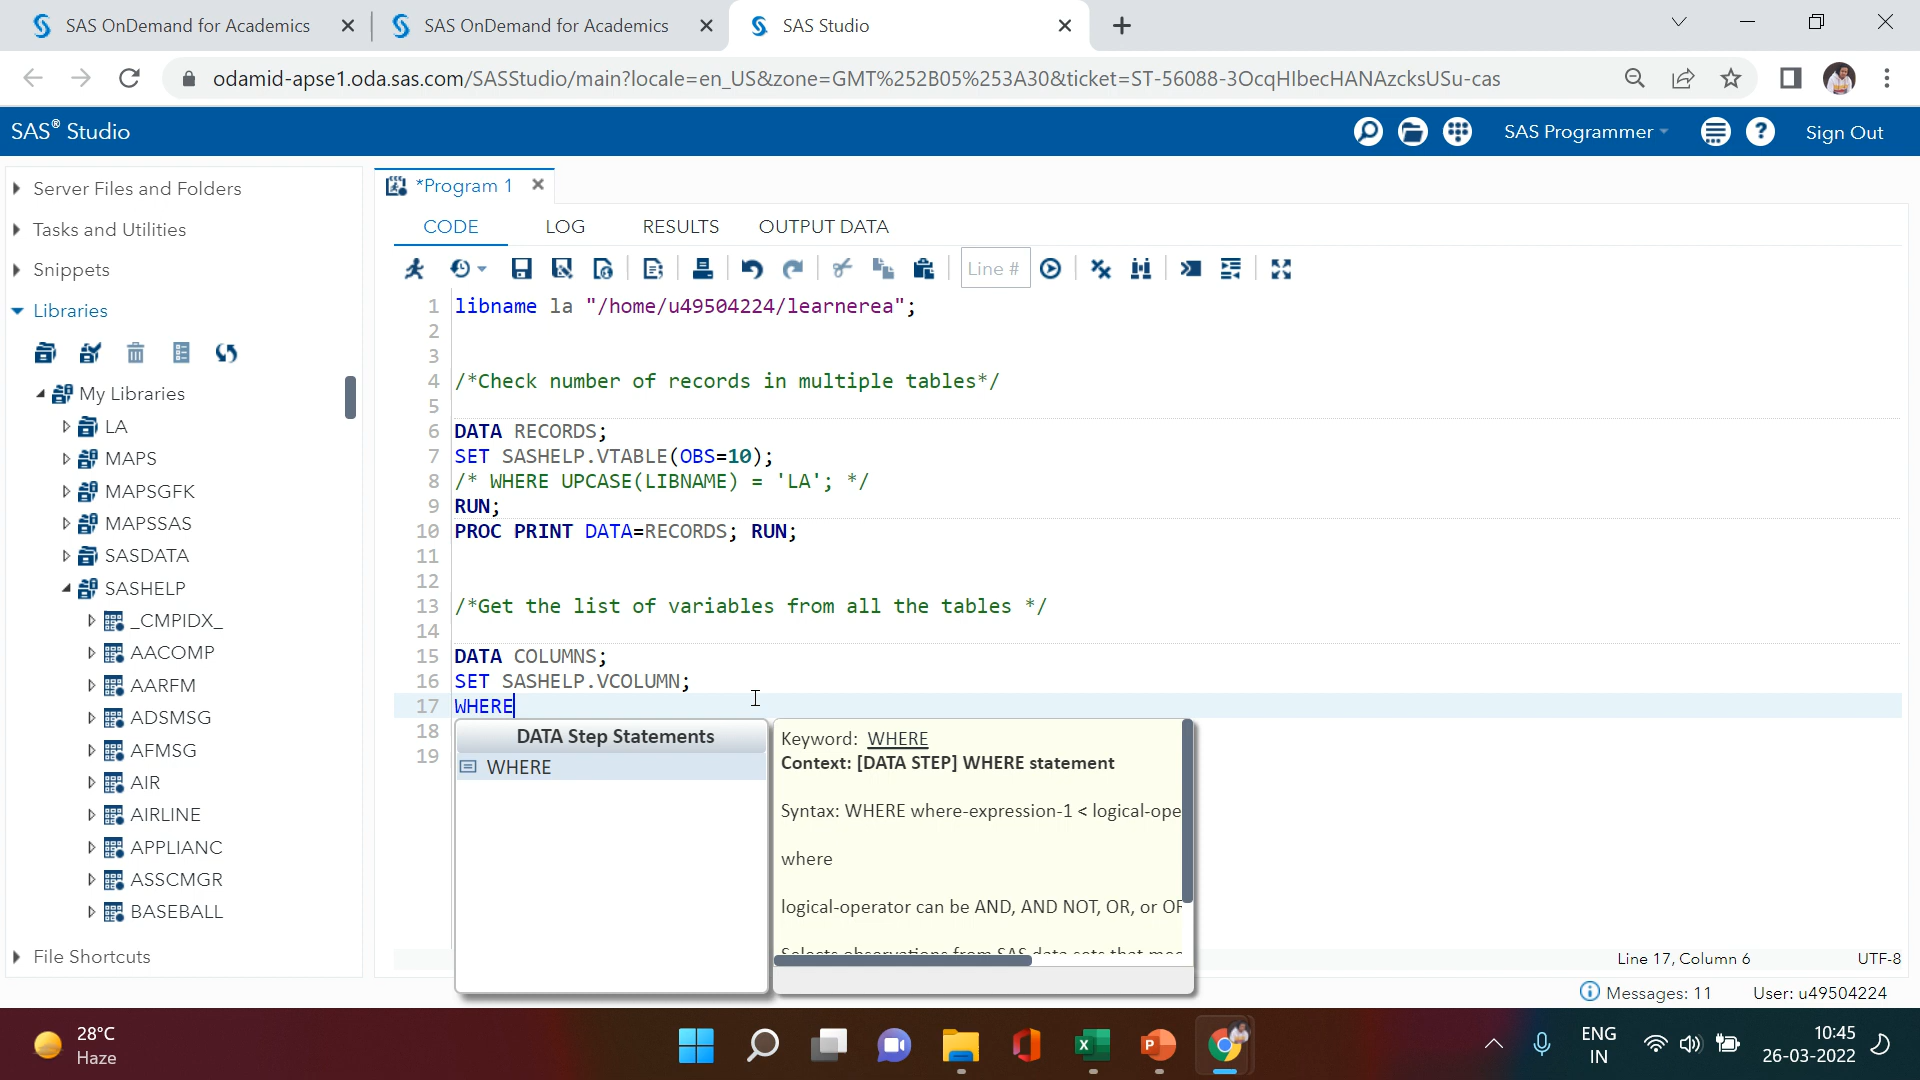 SAS OnDemand for Academics
SAS OnDemand for Academics
SAS Studio
odamid-apse1.oda.sas.com/SASStudio/main?locale=en_US&zone=GMT%252B05%253A30&ticket=ST-56088-3OcqHIbecHANAzcksUSu-cas
SAS® Studio
SAS Programmer
Sign Out
Server Files and Folders
Tasks and Utilities
Snippets
Libraries
My Libraries
LA
MAPS
MAPSGFK
MAPSSAS
SASDATA
SASHELP
_CMPIDX_
AACOMP
AARFM
ADSMSG
AFMSG
AIR
AIRLINE
APPLIANC
ASSCMGR
BASEBALL
File Shortcuts
*Program 1
CODE LOG RESULTS OUTPUT DATA
Line #
1 libname la "/home/u49504224/learnerea";
2
3
4 /*Check number of records in multiple tables*/
5
6 DATA RECORDS;
7 SET SASHELP.VTABLE(OBS=10);
8 /* WHERE UPCASE(LIBNAME) = 'LA'; */
9 RUN;
10 PROC PRINT DATA=RECORDS; RUN;
11
12
13 /*Get the list of variables from all the tables */
14
15 DATA COLUMNS;
16 SET SASHELP.VCOLUMN;
17 WHERE
18
19
DATA Step Statements
WHERE
Keyword: WHERE
Context: [DATA STEP] WHERE statement
Syntax: WHERE where-expression-1 < logical-ope
where
logical-operator can be AND, AND NOT, OR, or OR
Line 17, Column 6
UTF-8
Messages: 11
User: u49504224
28°C
Haze
ENG
IN
10:45
26-03-2022